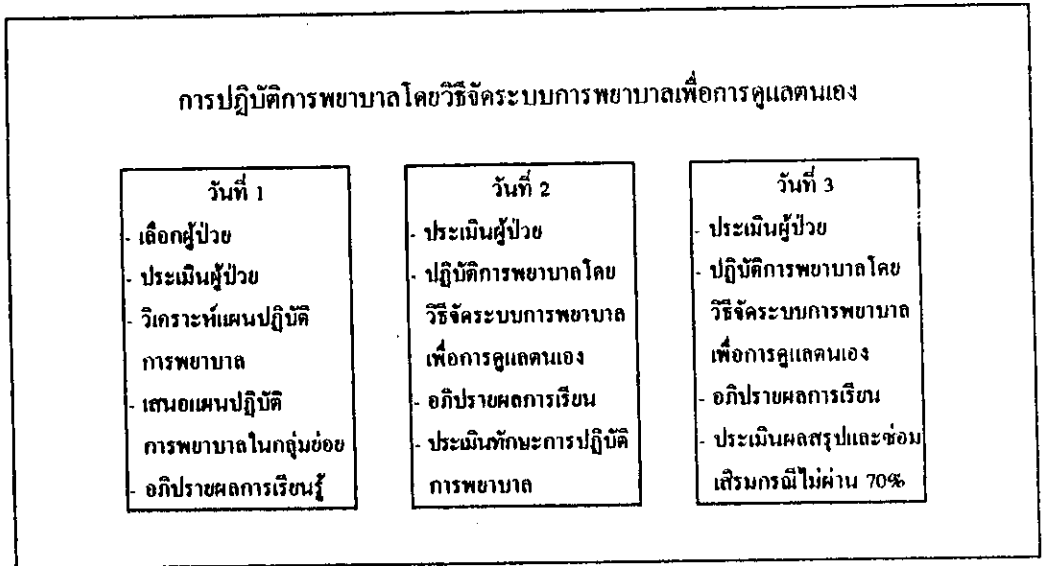 การปฏิบัติการพยาบาลโดยวิธีจัดระบบการพยาบาลเพื่อการดูแลตนเอง
วันที่ 1
- เลือกผู้ป่วย
- ประเมินผู้ป่วย
- วิเคราะห์แผนปฏิบัติ
การพยาบาล
- เสนอแผนปฏิบัติ
การพยาบาลในกลุ่มย่อย
- อภิปรายผลการเรียนรู้
วันที่ 2
- ประเมินผู้ป่วย
- ปฏิบัติการพยาบาลโดย
วิธีจัดระบบการพยาบาล
เพื่อการดูแลตนเอง
- อภิปรายผลการเรียน
- ประเมินทักษะการปฏิบัติ
การพยาบาล
วันที่ 3
- ประเมินผู้ป่วย
- ปฏิบัติการพยาบาลโดย
วิธีจัดระบบการพยาบาล
เพื่อการดูแลตนเอง
- อภิปรายผลการเรียน
- ประเมินผลสรุปและซ่อม
เสริมกรณีไม่ผ่าน 70%